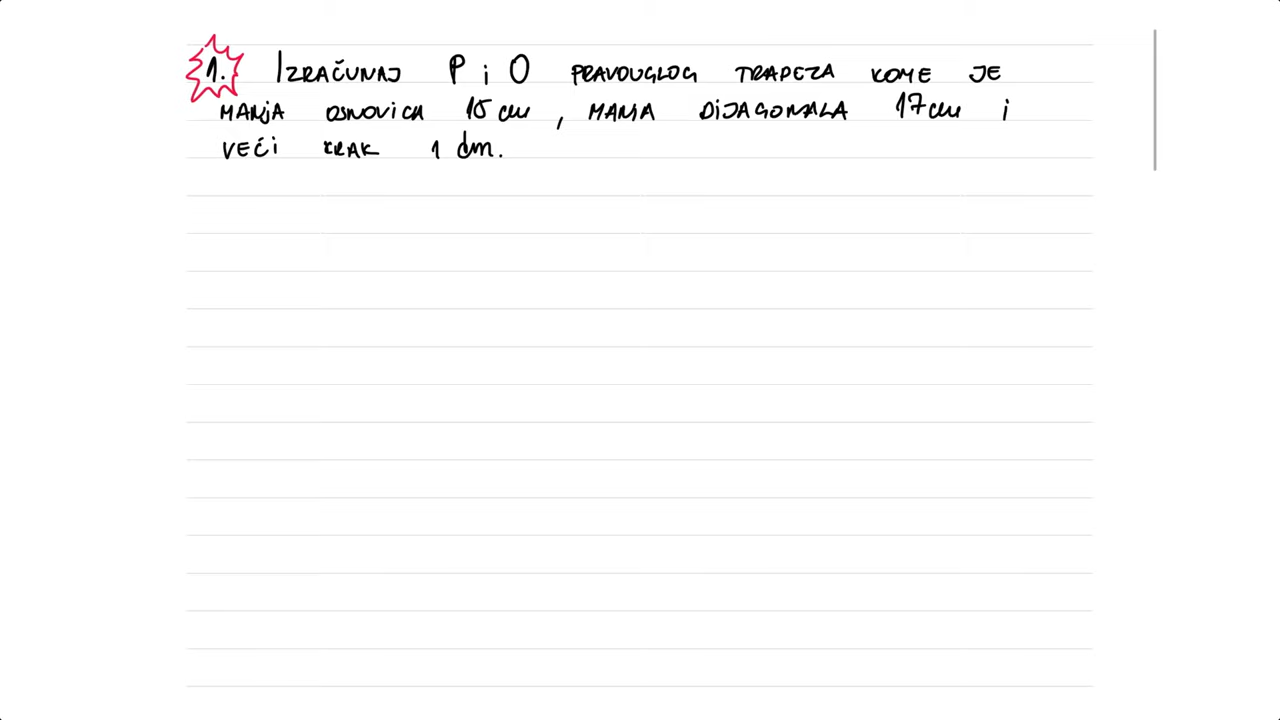 1. IZRAČUNAJ P i O PRAVOUGLOG TRAPEZA KOME JE
MANJA OSNOVICA 15 cm, MANJA DIJAGONALA 17 cm i
VEĆI KRAK 1 dm.